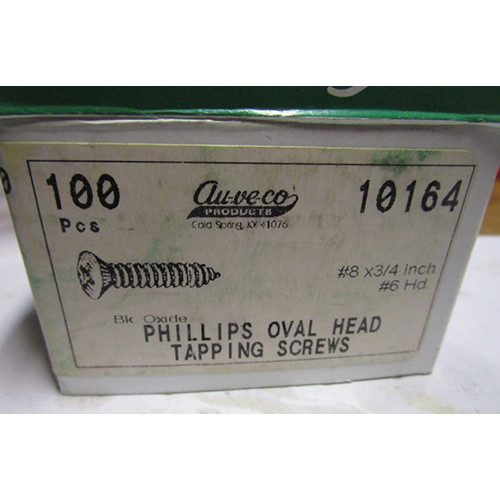 100
Pcs
Au-ve-co
PRODUCTS
Cold Spring, KY 41076
10164
#8 x3/4 Inch
#6 Hd.
Bk. Oxide
PHILLIPS OVAL HEAD
TAPPING SCREWS